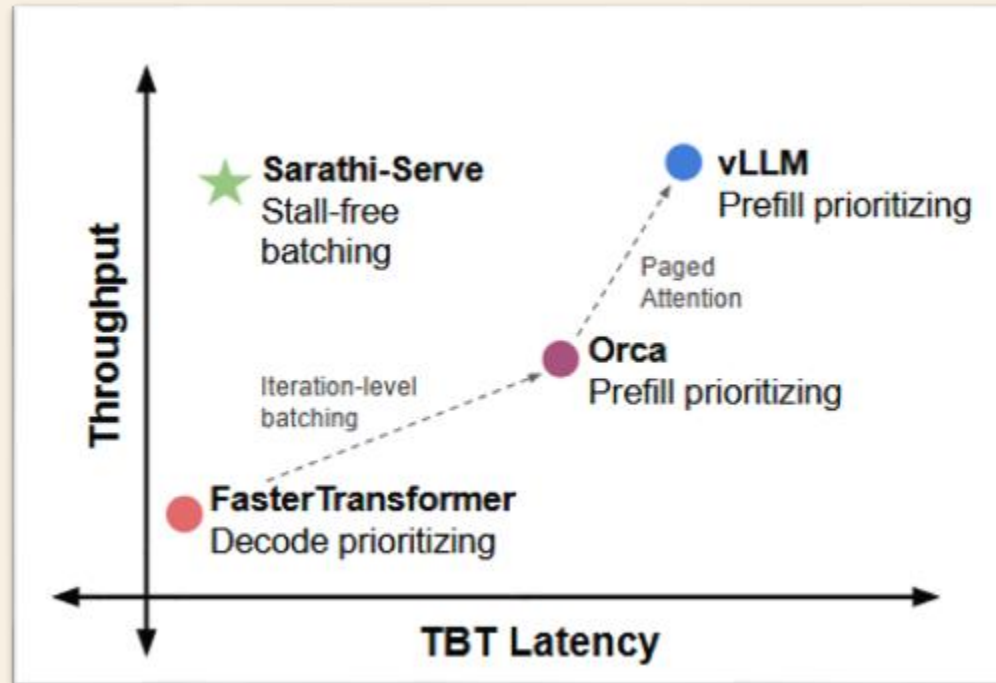 Sarathi-Serve
Stall-free
batching
vLLM
Prefill prioritizing
Paged
Attention
Orca
Prefill prioritizing
Iteration-level
batching
FasterTransformer
Decode prioritizing
Throughput
TBT Latency